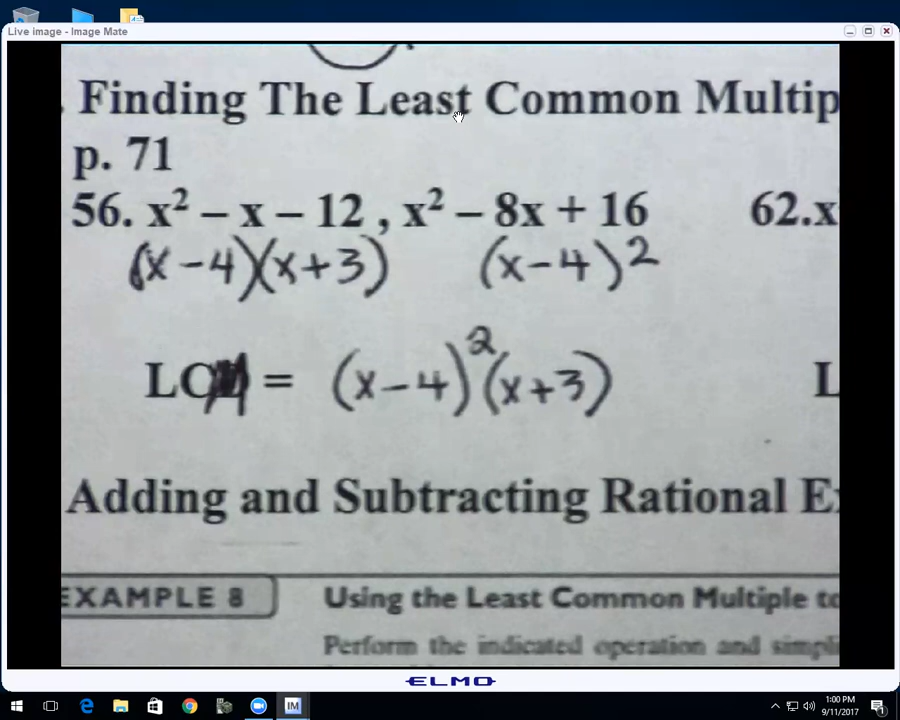 Live image - Image Mate
Finding The Least Common Multip
p. 71
56. x² – x – 12 , x² – 8x + 16 62.x
(x-4)(x+3) (x-4)²
LCM = (x-4)²(x+3) L
Adding and Subtracting Rational E
EXAMPLE 8 Using the Least Common Multiple to
Perform the indicated operation and simpli
ELMO
IM
1:00 PM
9/11/2017